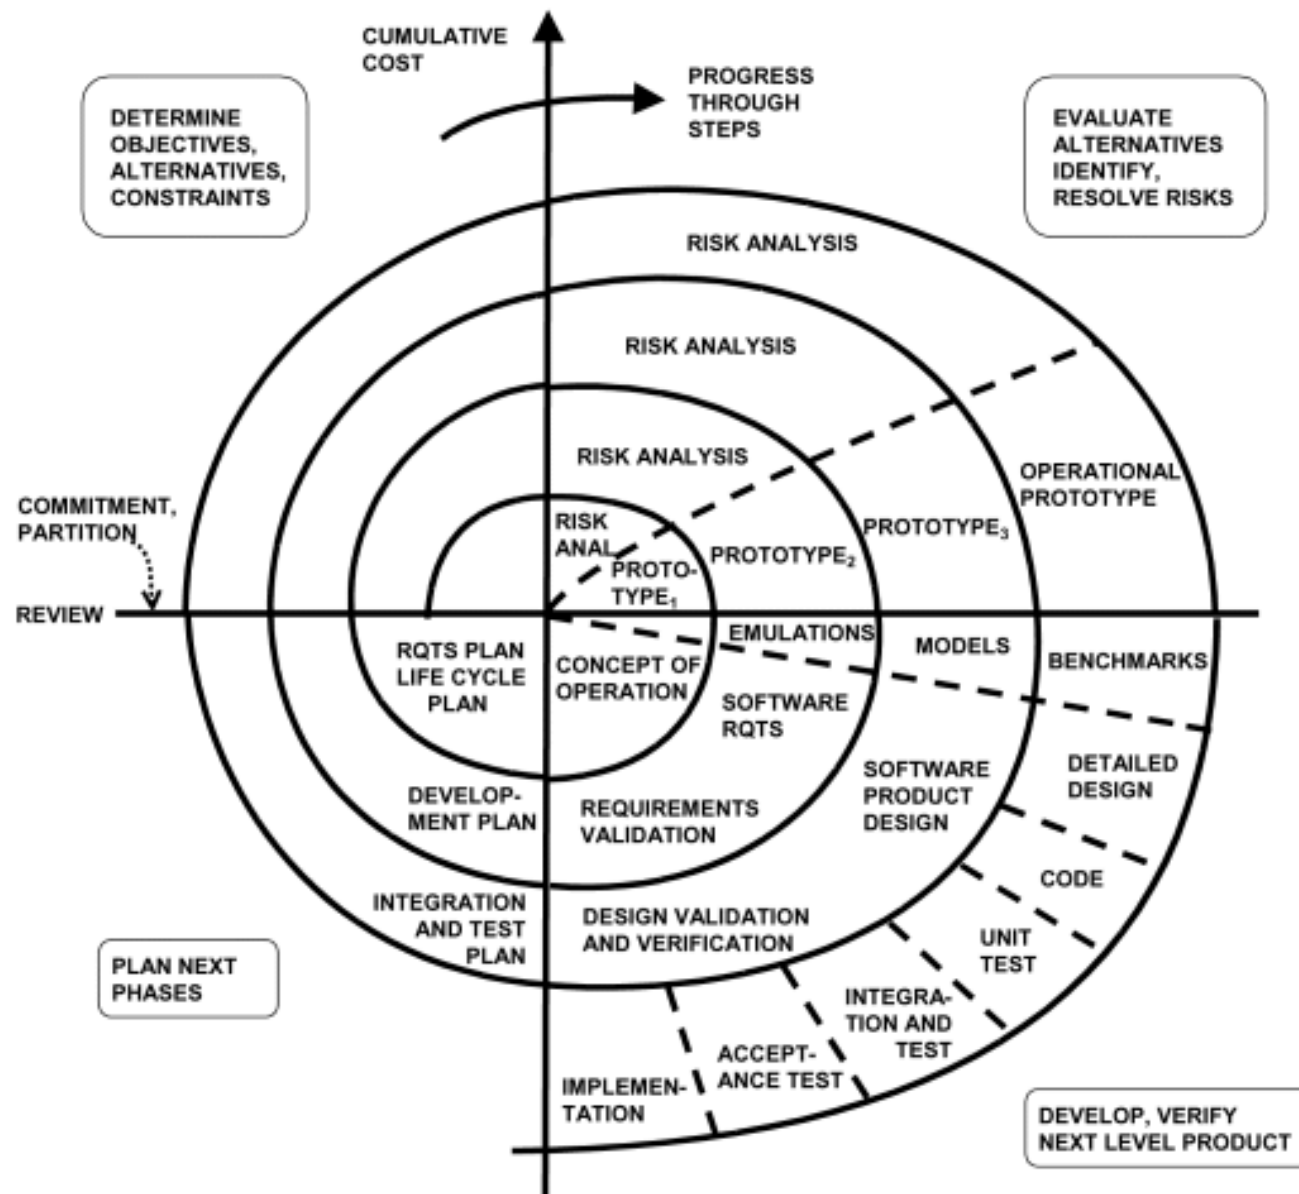 CUMULATIVE
COST
PROGRESS
THROUGH
STEPS
DETERMINE
OBJECTIVES,
ALTERNATIVES,
CONSTRAINTS
EVALUATE
ALTERNATIVES
IDENTIFY,
RESOLVE RISKS
RISK ANALYSIS
RISK ANALYSIS
RISK ANALYSIS
RISK
ANAL.
PROTO-
TYPE₁
PROTOTYPE₂
PROTOTYPE₃
OPERATIONAL
PROTOTYPE
COMMITMENT,
PARTITION
REVIEW
EMULATIONS
MODELS
BENCHMARKS
RQTS PLAN
LIFE CYCLE
PLAN
CONCEPT OF
OPERATION
SOFTWARE
RQTS
SOFTWARE
PRODUCT
DESIGN
DETAILED
DESIGN
DEVELOP-
MENT PLAN
REQUIREMENTS
VALIDATION
CODE
INTEGRATION
AND TEST
PLAN
DESIGN VALIDATION
AND VERIFICATION
UNIT
TEST
PLAN NEXT
PHASES
INTEGRA-
TION AND
TEST
ACCEPT-
ANCE TEST
IMPLEMEN-
TATION
DEVELOP, VERIFY
NEXT LEVEL PRODUCT